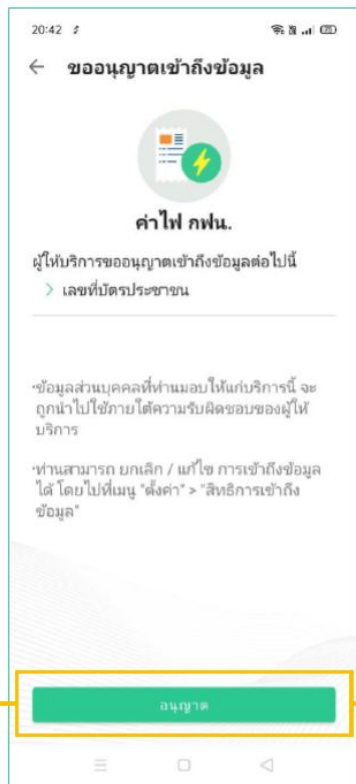 20:42
ขออนุญาตเข้าถึงข้อมูล
ค่าไฟ กฟน.
ผู้ให้บริการขออนุญาตเข้าถึงข้อมูลต่อไปนี้
เลขที่บัตรประชาชน
•ข้อมูลส่วนบุคคลที่ท่านมอบให้แก่บริการนี้ จะ
ถูกนำไปใช้ภายใต้ความรับผิดชอบของผู้ให้
บริการ
•ท่านสามารถ ยกเลิก / แก้ไข การเข้าถึงข้อมูล
ได้ โดยไปที่เมนู "ตั้งค่า" > "สิทธิการเข้าถึง
ข้อมูล"
อนุญาต